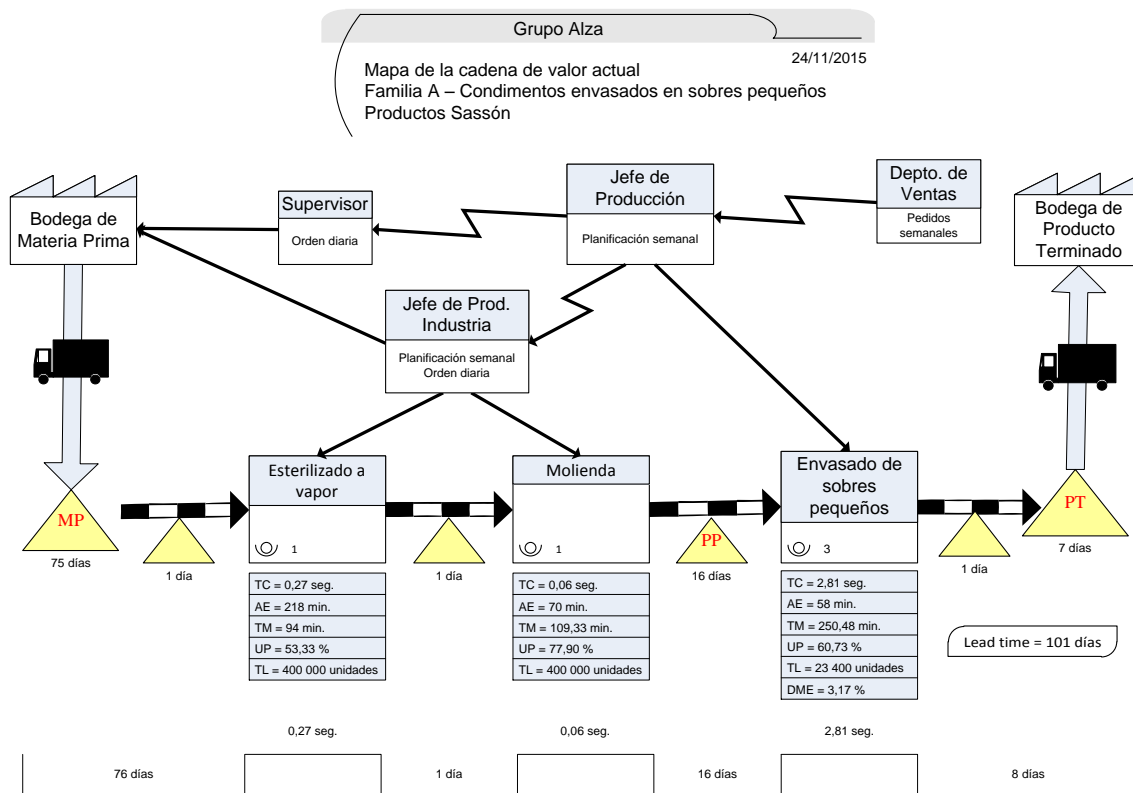 Grupo Alza
24/11/2015
Mapa de la cadena de valor actual
Familia A – Condimentos envasados en sobres pequeños
Productos Sassón
Bodega de
Materia Prima
Supervisor
Orden diaria
Jefe de
Producción
Planificación semanal
Depto. de
Ventas
Pedidos
semanales
Bodega de
Producto
Terminado
Jefe de Prod.
Industria
Planificación semanal
Orden diaria
MP
75 días
1 día
Esterilizado a
vapor
1
TC = 0,27 seg.
AE = 218 min.
TM = 94 min.
UP = 53,33 %
TL = 400 000 unidades
1 día
Molienda
1
TC = 0,06 seg.
AE = 70 min.
TM = 109,33 min.
UP = 77,90 %
TL = 400 000 unidades
PP
16 días
Envasado de
sobres
pequeños
3
TC = 2,81 seg.
AE = 58 min.
TM = 250,48 min.
UP = 60,73 %
TL = 23 400 unidades
DME = 3,17 %
1 día
PT
7 días
Lead time = 101 días
0,27 seg.
0,06 seg.
2,81 seg.
76 días
1 día
16 días
8 días